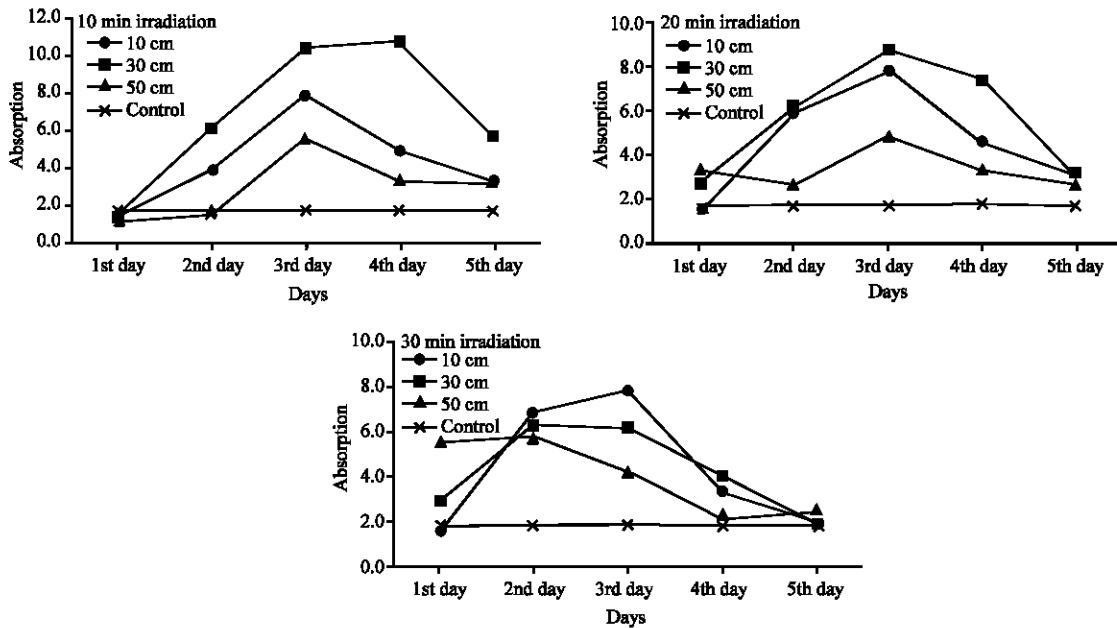 12.0
10 min irradiation
10 cm
30 cm
50 cm
Control
10.0
8.0
6.0
4.0
2.0
0.0
Absorption
1st day 2nd day 3rd day 4th day 5th day
Days
10.0
20 min irradiation
10 cm
30 cm
50 cm
Control
8.0
6.0
4.0
2.0
0.0
Absorption
1st day 2nd day 3rd day 4th day 5th day
Days
10.0
30 min irradiation
10 cm
30 cm
50 cm
Control
8.0
6.0
4.0
2.0
0.0
Absorption
1st day 2nd day 3rd day 4th day 5th day
Days